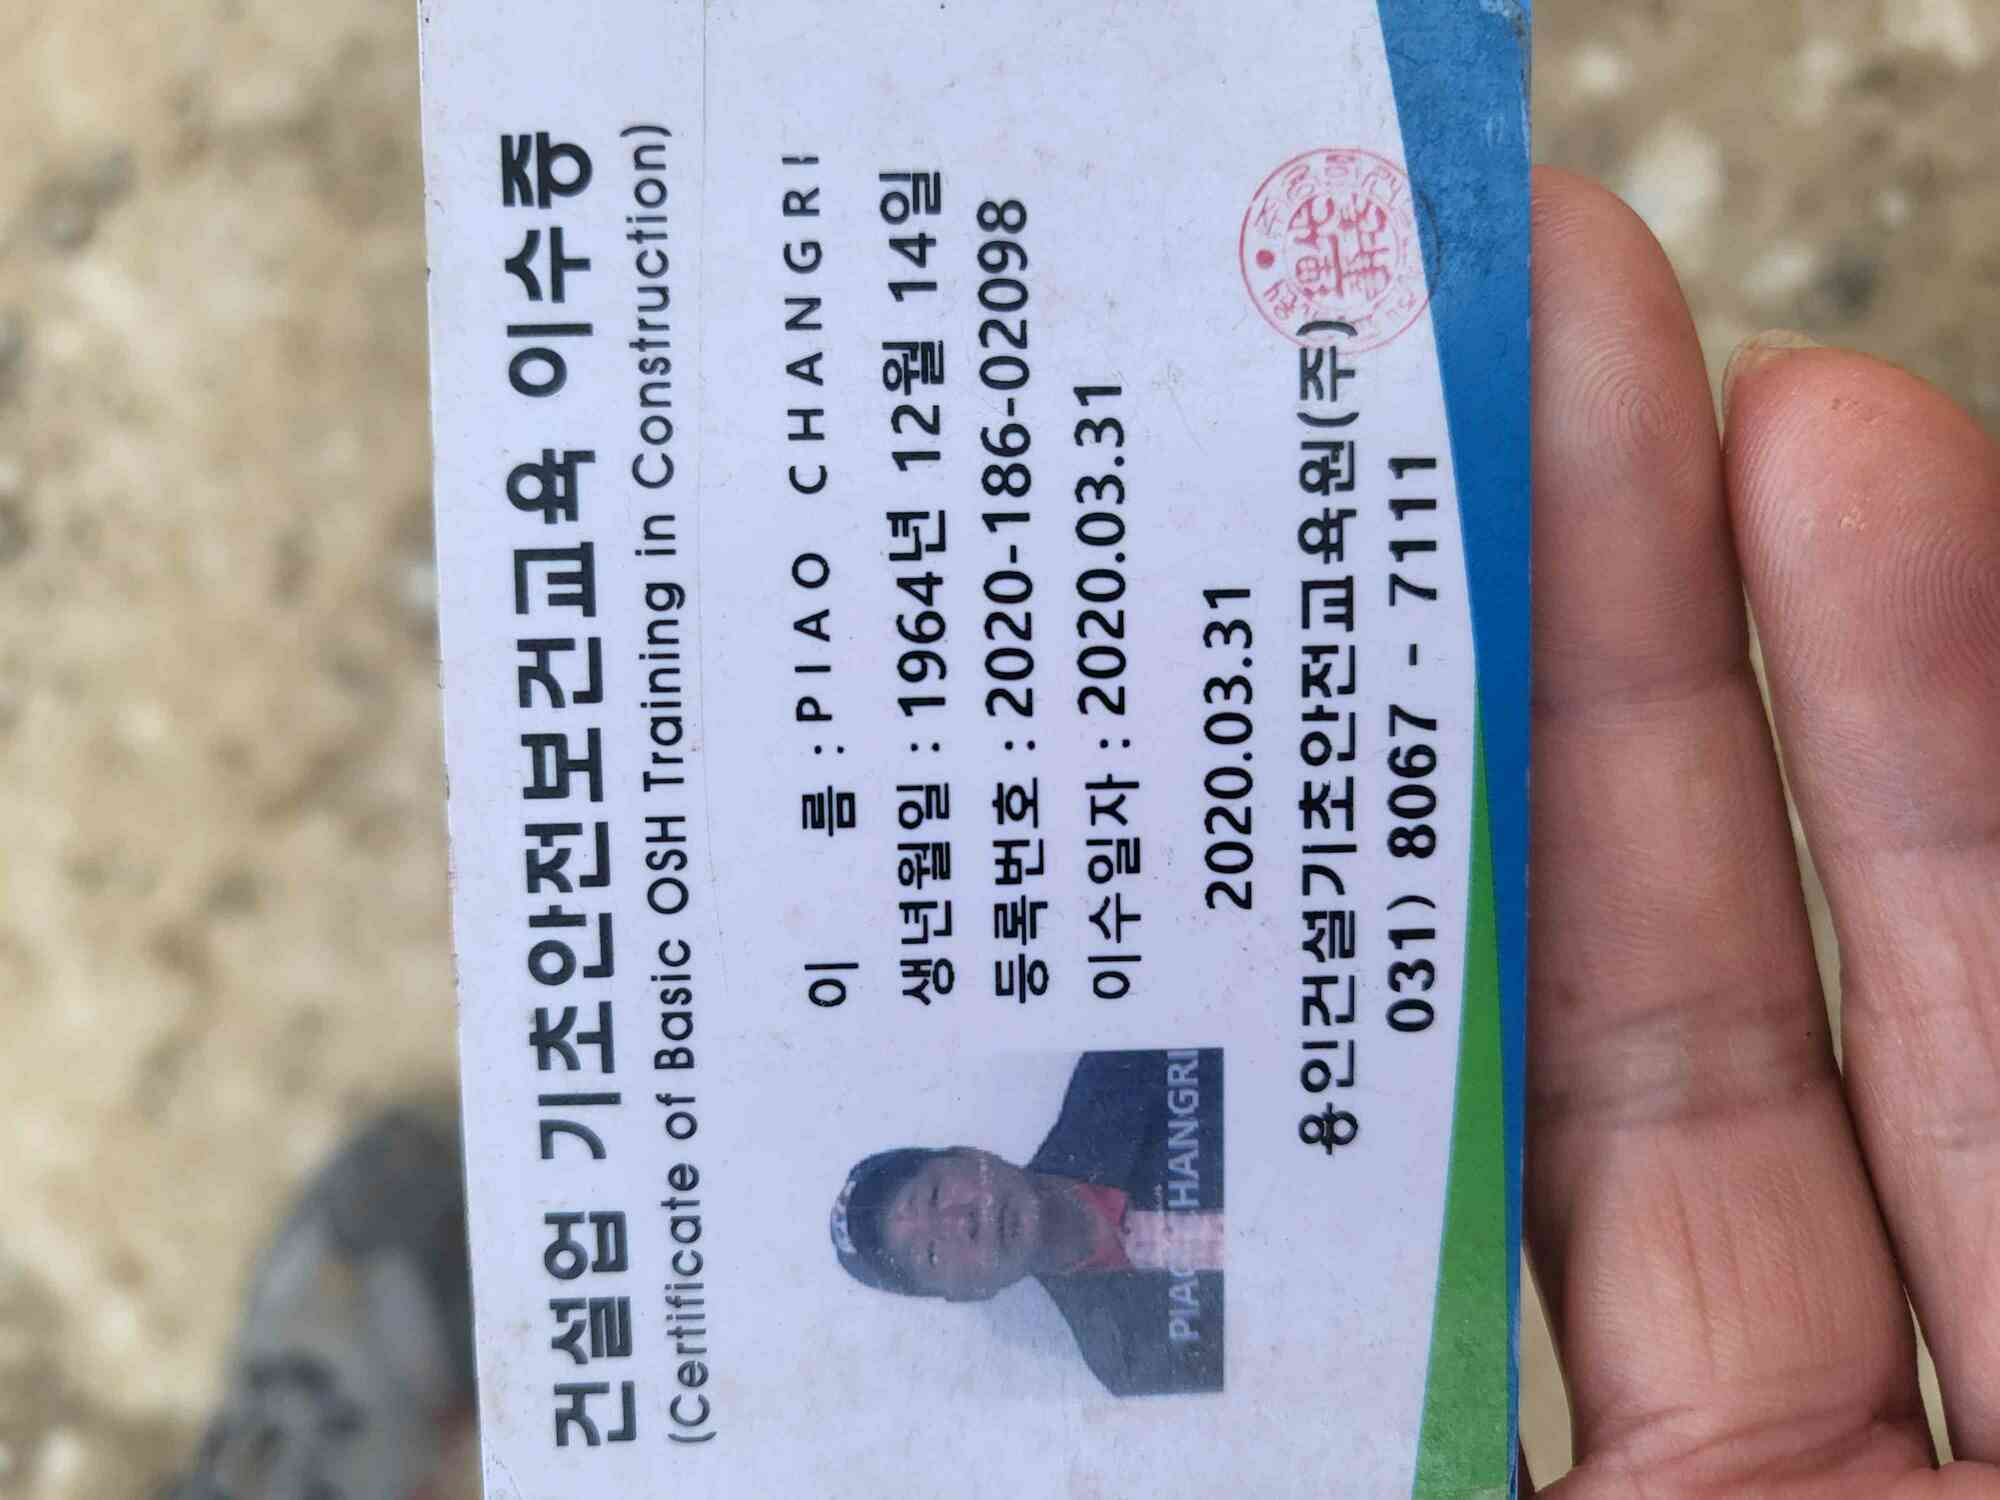 건설업 기초안전보건교육 이수증
(Certificate of Basic OSH Training in Construction)
이 름 : PIAO CHANGRI
생년월일 : 1964년 12월 14일
등록번호 : 2020-186-02098
이수일자 : 2020.03.31
PIAO CHANGRI
2020.03.31
용인건설기초안전교육원(주)
031) 8067 - 7111